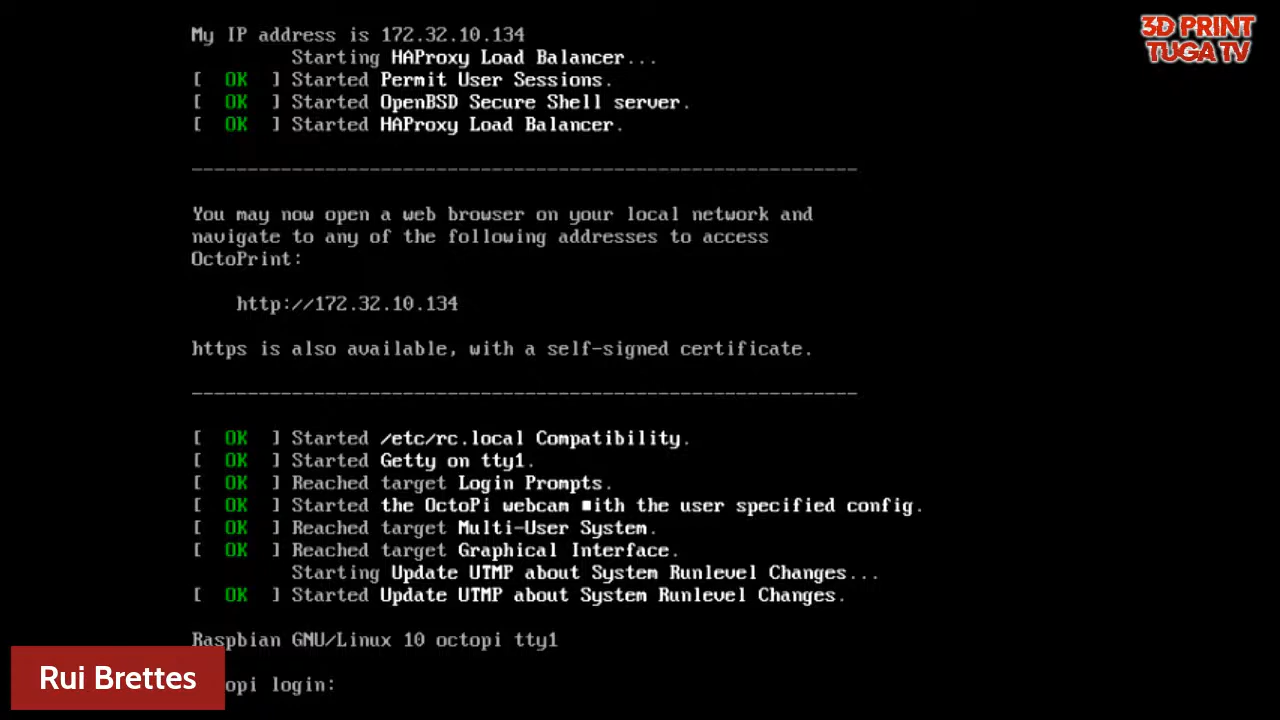 My IP address is 172.32.10.134
3D PRINT
TUGA TV
Starting HAProxy Load Balancer...
[ OK ] Started Permit User Sessions.
[ OK ] Started OpenBSD Secure Shell server.
[ OK ] Started HAProxy Load Balancer.
------------------------------------------------------------
You may now open a web browser on your local network and
navigate to any of the following addresses to access
OctoPrint:
http://172.32.10.134
https is also available, with a self-signed certificate.
------------------------------------------------------------
[ OK ] Started /etc/rc.local Compatibility.
[ OK ] Started Getty on tty1.
[ OK ] Reached target Login Prompts.
[ OK ] Started the OctoPi webcam ■ith the user specified config.
[ OK ] Reached target Multi-User System.
[ OK ] Reached target Graphical Interface.
Starting Update UTMP about System Runlevel Changes...
[ OK ] Started Update UTMP about System Runlevel Changes.
Raspbian GNU/Linux 10 octopi tty1
Rui Brettes
opi login: